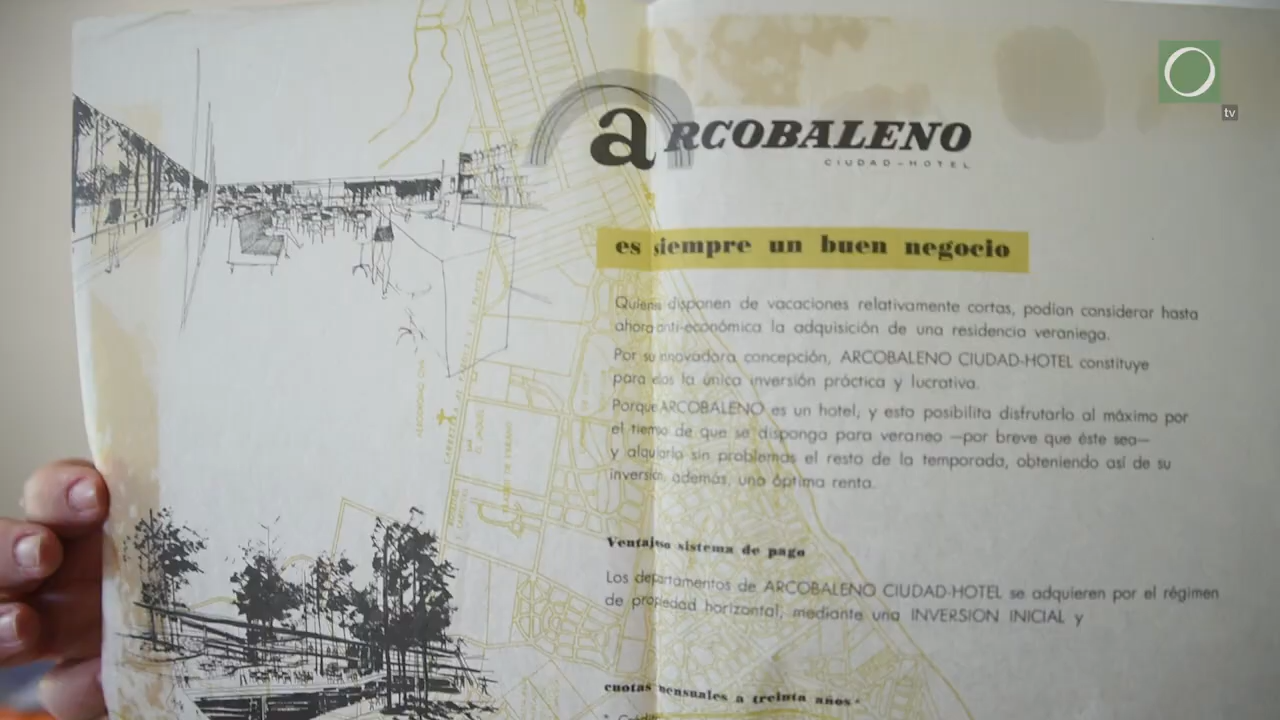 tv
aRCOBALENO
CIUDAD-HOTEL
es siempre un buen negocio
Quienes disponen de vacaciones relativamente cortas, podían considerar hasta
ahora anti-económica la adquisición de una residencia veraniega.
Por su innovadora concepción, ARCOBALENO CIUDAD-HOTEL constituye
para ellos la única inversión práctica y lucrativa.
Porque ARCOBALENO es un hotel, y esto posibilita disfrutarlo al máximo por
el tiempo de que se disponga para veraneo —por breve que éste sea—
y alquilarlo sin problemas el resto de la temporada, obteniendo así de su
inversión, además, una óptima renta.
Ventajoso sistema de pago
Los departamentos de ARCOBALENO CIUDAD-HOTEL se adquieren por el régimen
de propiedad horizontal, mediante una INVERSION INICIAL y
cuotas mensuales a treinta años*
AERODROMO CIVIL